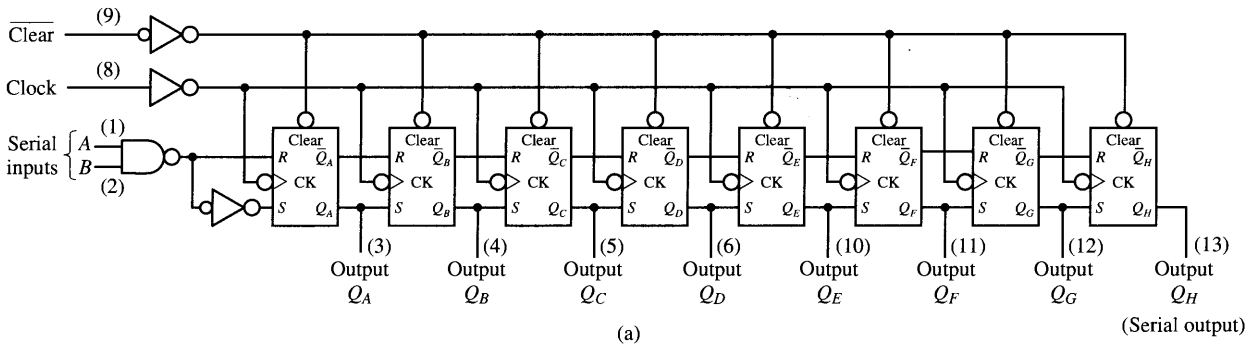 (9)
C̅l̅e̅a̅r̅
(8)
Clock
Clear Clear Clear Clear Clear Clear Clear Clear
Serial inputs { A (1)
B (2)
R Q̅A R Q̅B R Q̅C R Q̅D R Q̅E R Q̅F R Q̅G R Q̅H
CK CK CK CK CK CK CK CK
S QA S QB S QC S QD S QE S QF S QG S QH
(3) (4) (5) (6) (10) (11) (12) (13)
Output Output Output Output Output Output Output Output
QA QB QC QD QE QF QG QH
(Serial output)
(a)